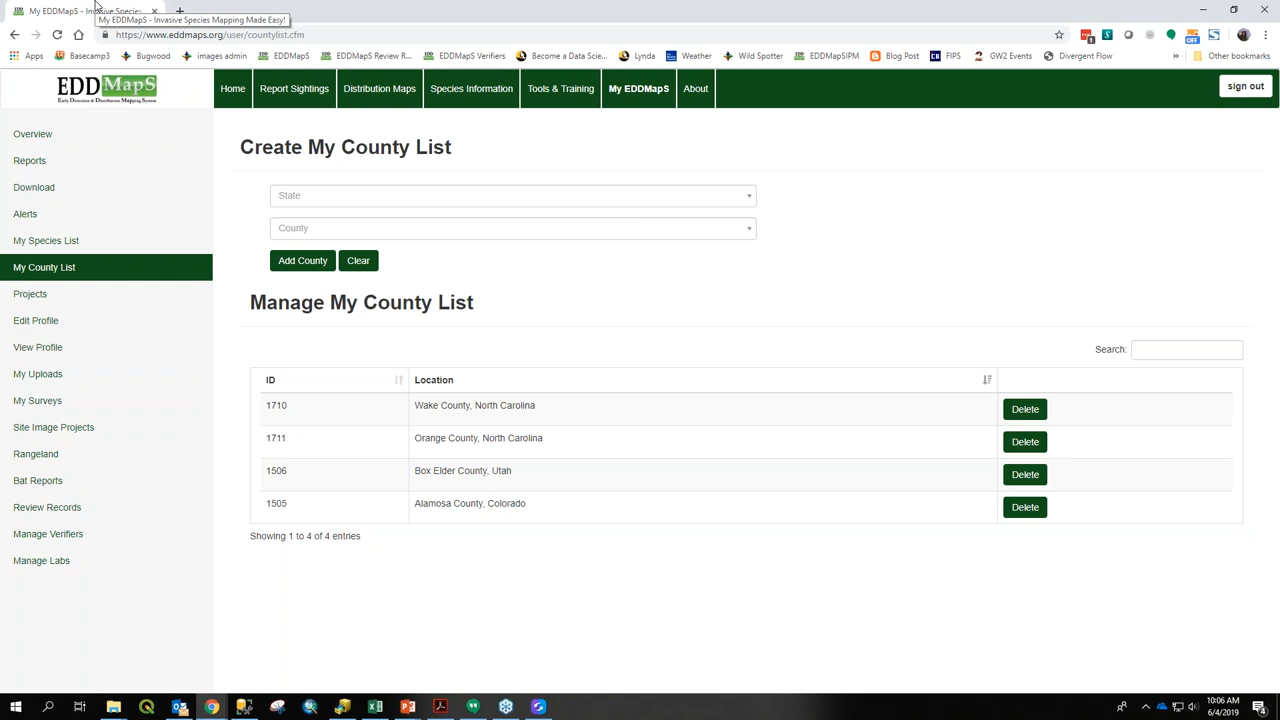 My EDDMapS - Invasive Species
My EDDMapS - Invasive Species Mapping Made Easy!
https://www.eddmaps.org/user/countylist.cfm
Apps Basecamp3 Bugwood images admin EDDMapS EDDMapS Review R... EDDMapS Verifiers Become a Data Scie... Lynda Weather Wild Spotter EDDMapSIPM Blog Post FIPS GW2 Events Divergent Flow » Other bookmarks
EDDMapS
Early Detection & Distribution Mapping System
Home Report Sightings Distribution Maps Species Information Tools & Training My EDDMapS About sign out
Overview
Reports
Download
Alerts
My Species List
My County List
Projects
Edit Profile
View Profile
My Uploads
My Surveys
Site Image Projects
Rangeland
Bat Reports
Review Records
Manage Verifiers
Manage Labs
Create My County List
State
County
Add County Clear
Manage My County List
Search:
ID Location
1710 Wake County, North Carolina Delete
1711 Orange County, North Carolina Delete
1506 Box Elder County, Utah Delete
1505 Alamosa County, Colorado Delete
Showing 1 to 4 of 4 entries
10:06 AM
6/4/2019